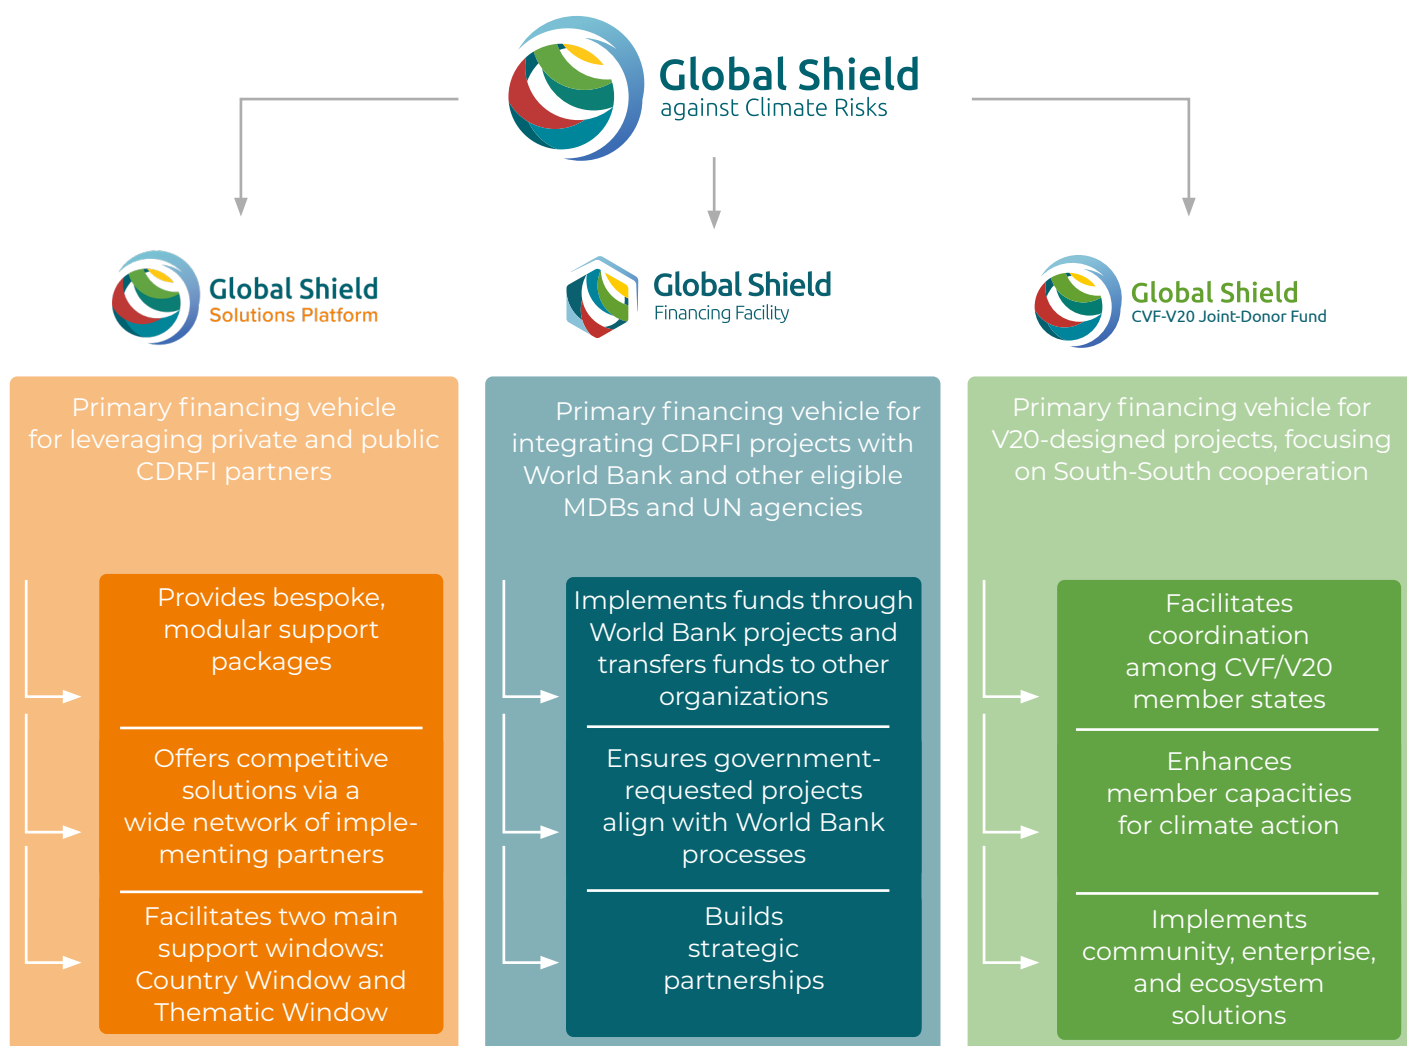 Global Shield
against Climate Risks
Global Shield
Solutions Platform
Primary financing vehicle
for leveraging private and public
CDRFI partners
Provides bespoke,
modular support
packages
Offers competitive
solutions via a
wide network of imple-
menting partners
Facilitates two main
support windows:
Country Window and
Thematic Window
Global Shield
Financing Facility
Primary financing vehicle for
integrating CDRFI projects with
World Bank and other eligible
MDBs and UN agencies
Implements funds through
World Bank projects and
transfers funds to other
organizations
Ensures government-
requested projects
align with World Bank
processes
Builds
strategic
partnerships
Global Shield
CVF-V20 Joint-Donor Fund
Primary financing vehicle for
V20-designed projects, focusing
on South-South cooperation
Facilitates
coordination
among CVF/V20
member states
Enhances
member capacities
for climate action
Implements
community, enterprise,
and ecosystem
solutions